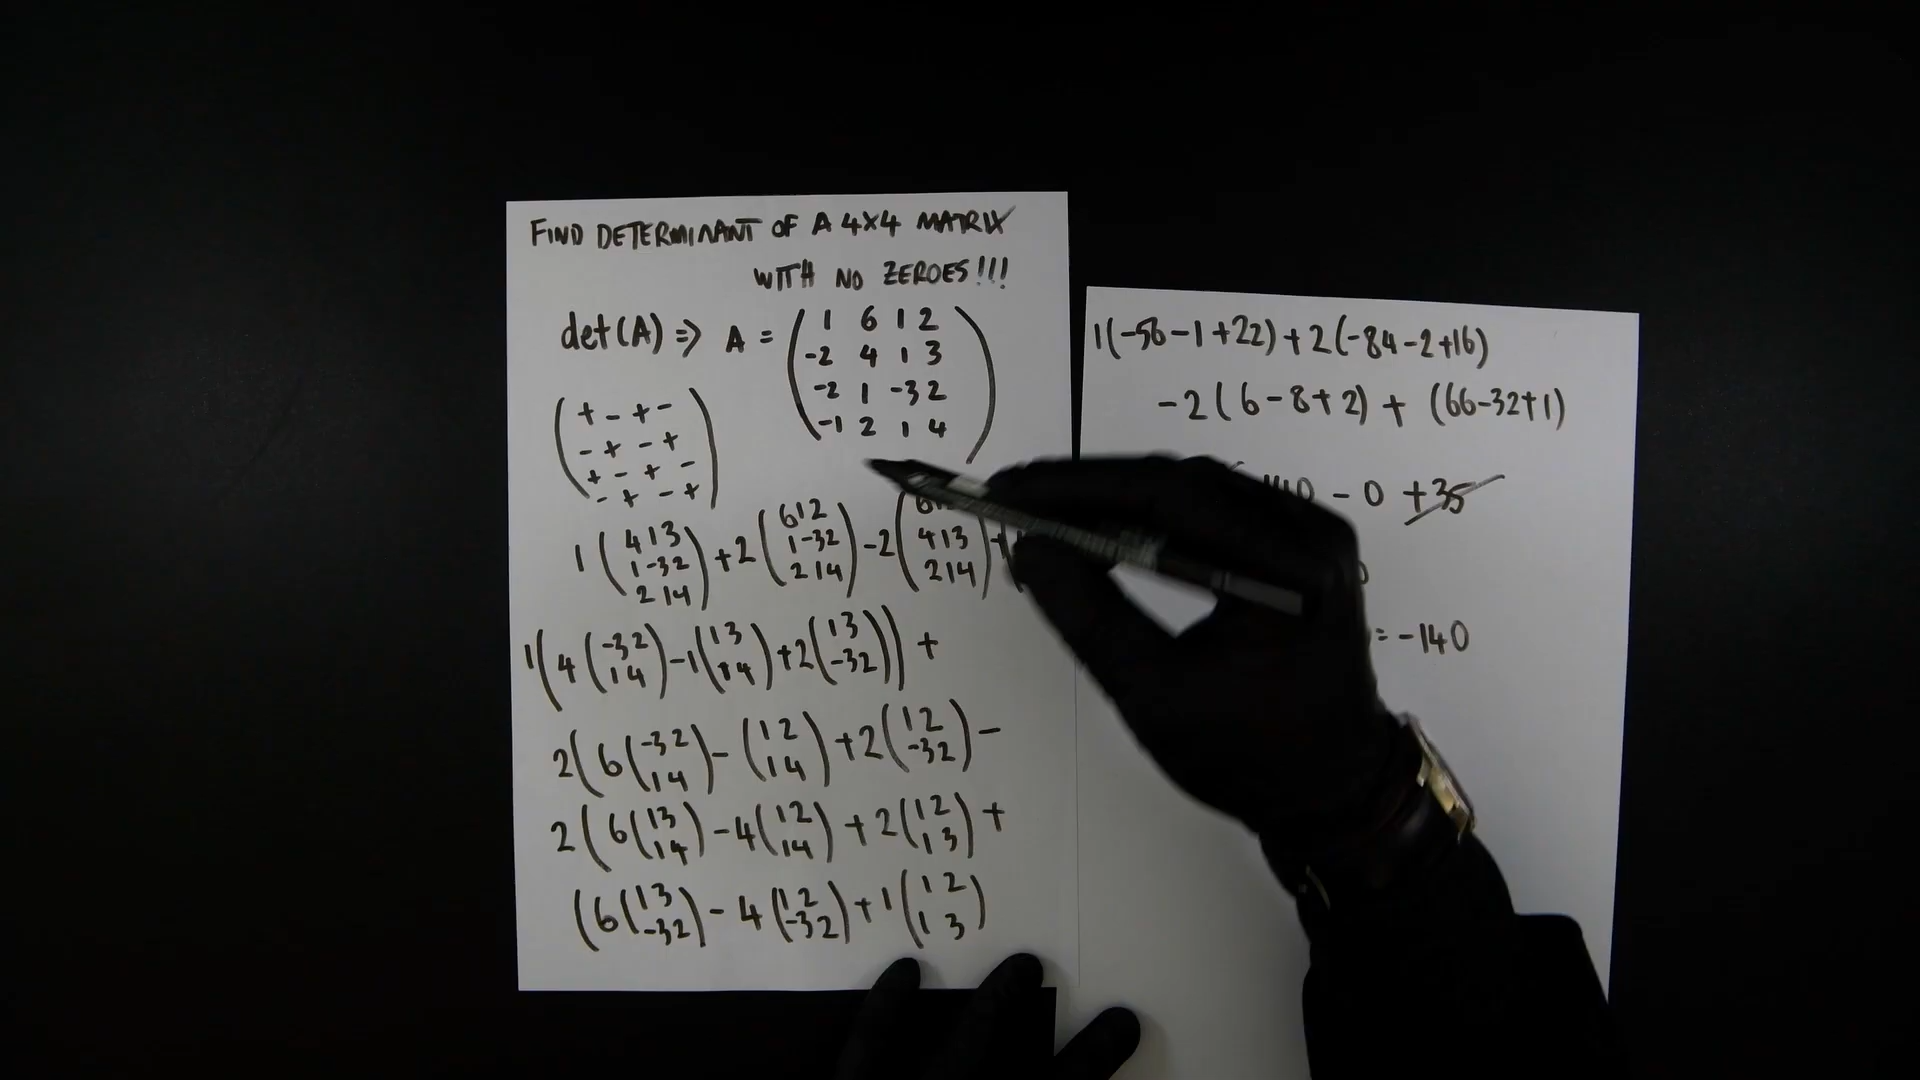 FIND DETERMINANT OF A 4X4 MATRIX
WITH NO ZEROES!!!
det(A) => A = ( 1 6 1 2
-2 4 1 3
-2 1 -3 2
-1 2 1 4 )
( + - + -
- + - +
+ - + -
- + - + )
1 ( 4 1 3
1 -3 2
2 1 4 ) + 2 ( 6 1 2
1 -3 2
2 1 4 ) - 2 ( 6
4 1 3
2 1 4 ) +
1(4( -3 2
1 4 ) - 1( 1 3
1 4 ) + 2( 1 3
-3 2 )) +
2(6( -3 2
1 4 ) - ( 1 2
1 4 ) + 2( 1 2
-3 2 ) -
2(6( 1 3
1 4 ) - 4( 1 2
1 4 ) + 2( 1 2
1 3 ) +
(6( 1 3
-3 2 ) - 4( 1 2
-3 2 ) + 1( 1 2
1 3 )
1(-56-1+22)+2(-84-2+16)
-2(6-8+2)+(66-32+1)
- 0 +35
= -140